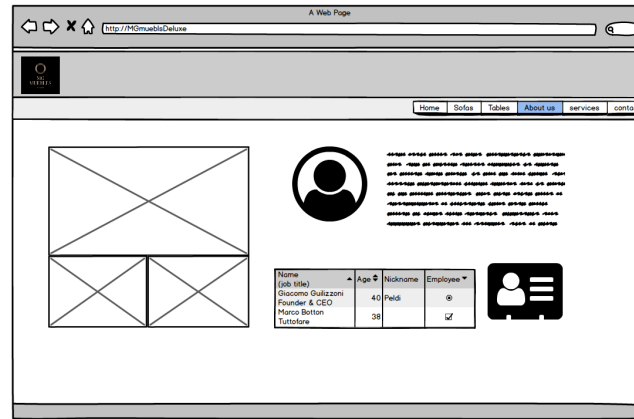 A Web Page
http://MGmueblsDeluxe
MG
MUEBLES
Home Sofas Tables About us services conta
Name
(job title) Age Nickname Employee
Giacomo Guilizzoni
Founder & CEO 40 Peldi
Marco Botton
Tuttofare 38